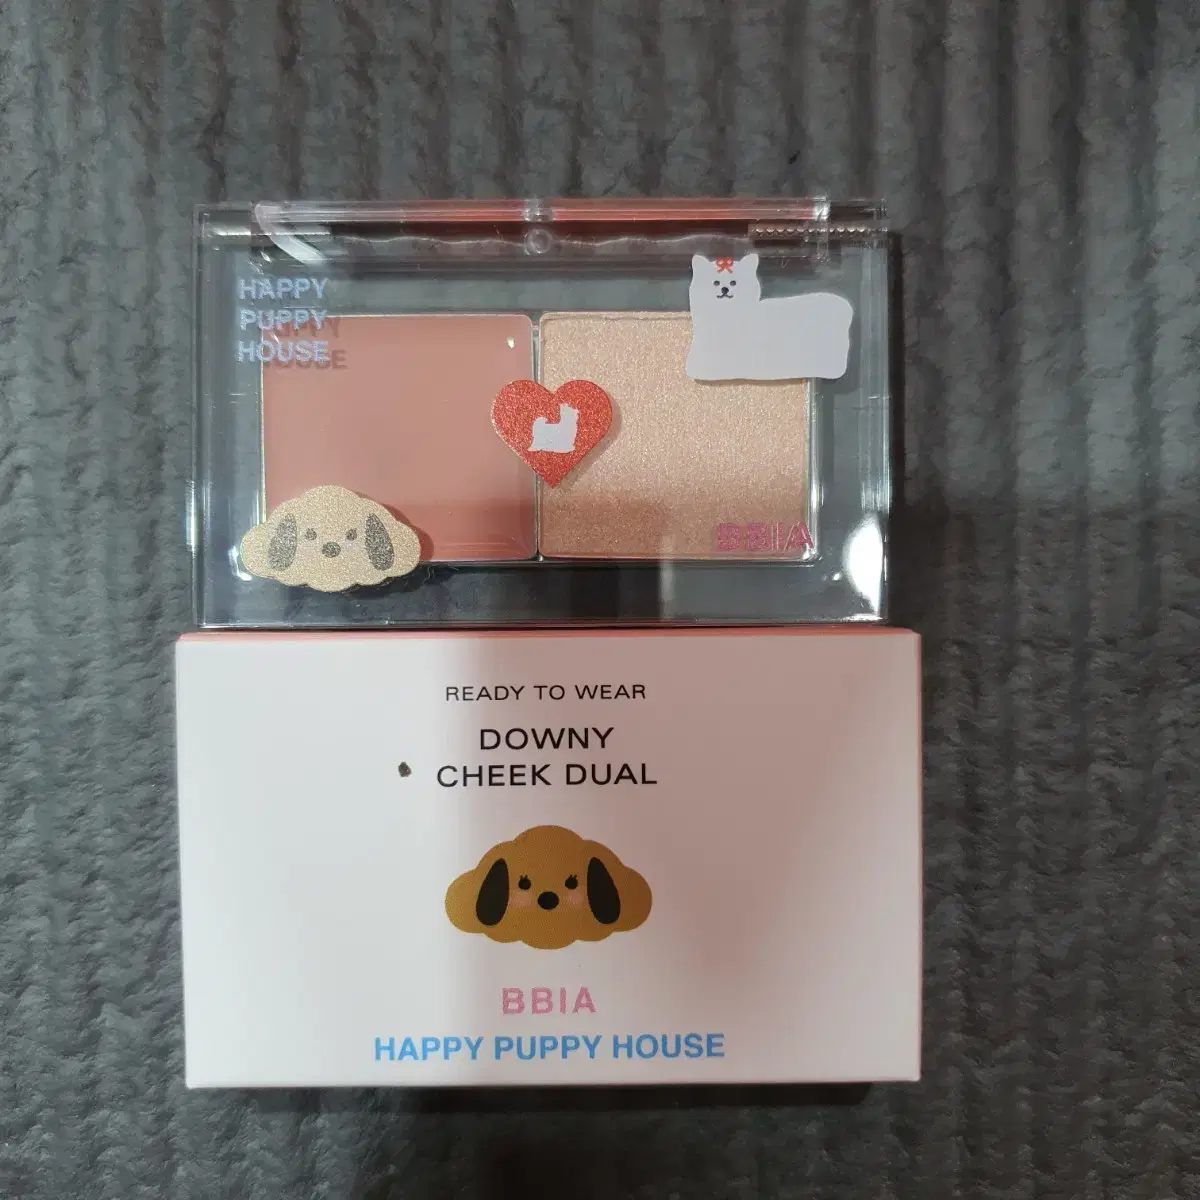 HAPPY
PUPPY
HOUSE
BBIA
READY TO WEAR
DOWNY
CHEEK DUAL
BBIA
HAPPY PUPPY HOUSE